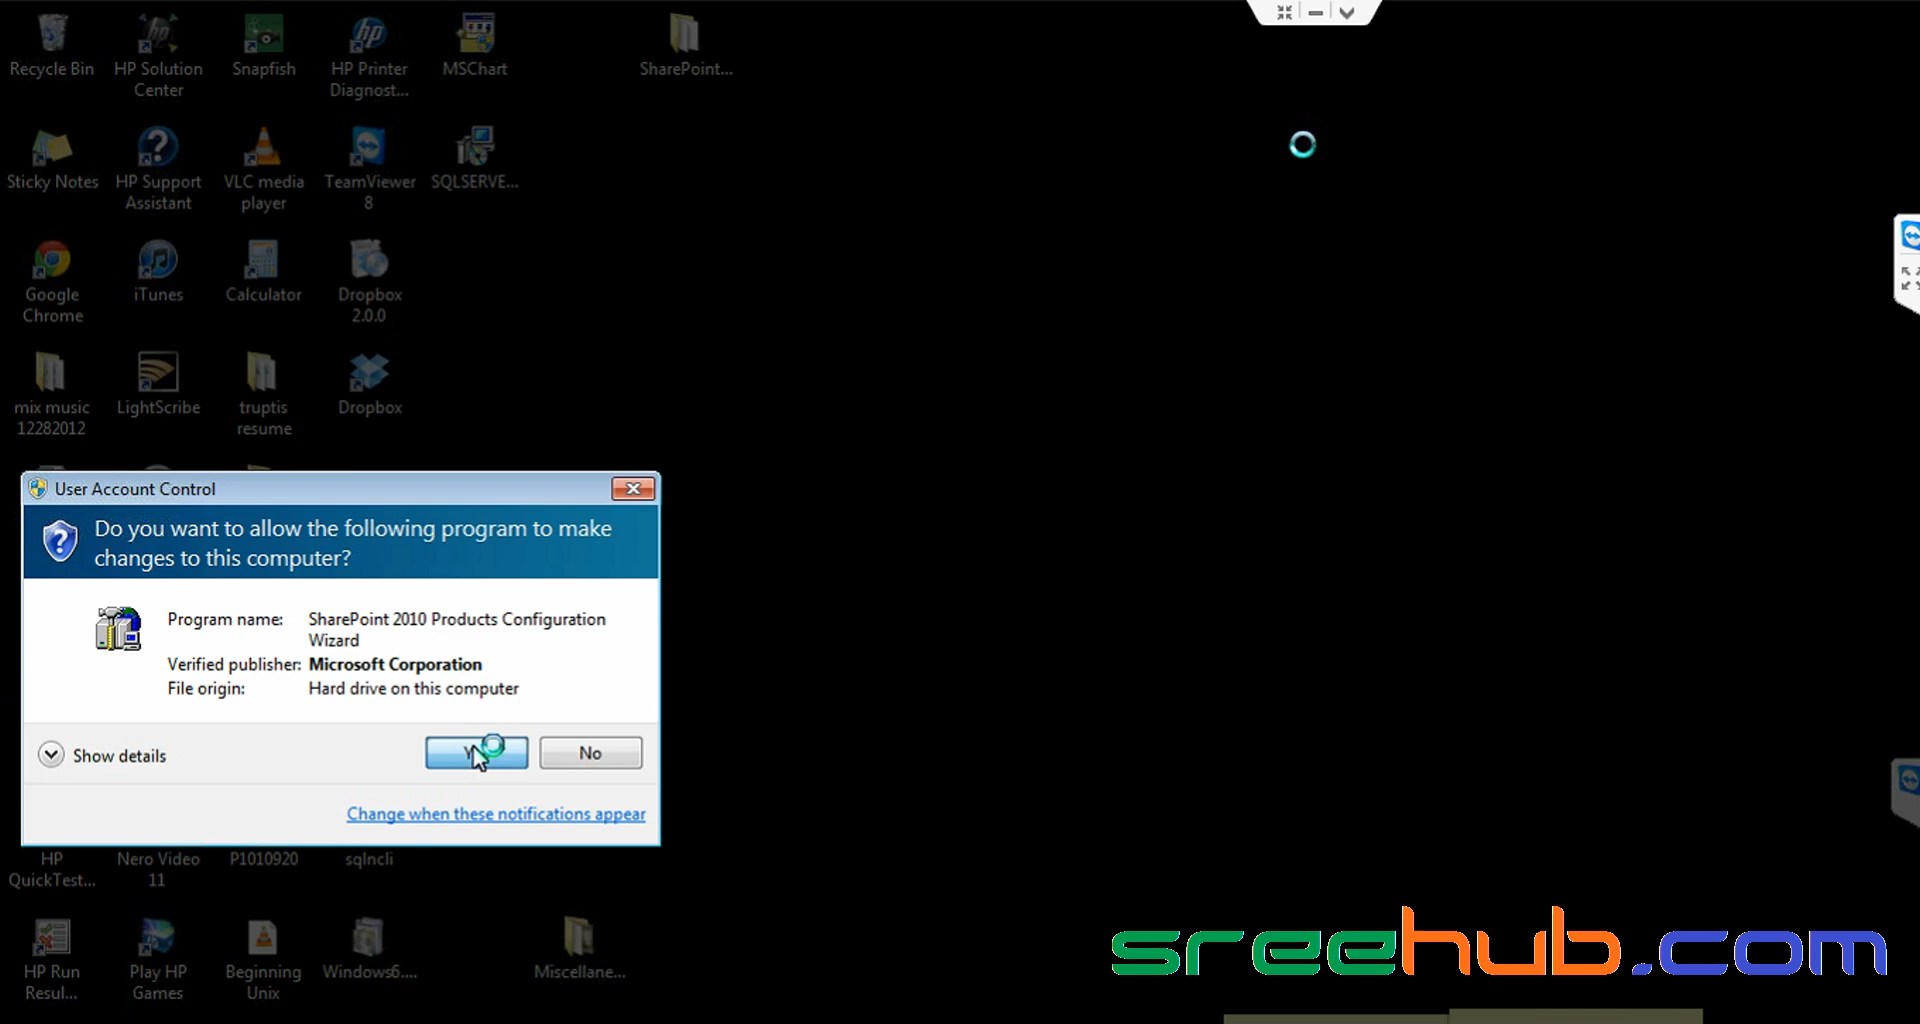 Recycle Bin
HP Solution
Center
Snapfish
HP Printer
Diagnost...
MSChart
SharePoint...
Sticky Notes
HP Support
Assistant
VLC media
player
TeamViewer
8
SQLSERVE...
Google
Chrome
iTunes
Calculator
Dropbox
2.0.0
mix music
12282012
LightScribe
truptis
resume
Dropbox
User Account Control
Do you want to allow the following program to make
changes to this computer?
Program name:
SharePoint 2010 Products Configuration
Wizard
Verified publisher:
Microsoft Corporation
File origin:
Hard drive on this computer
Show details
No
Change when these notifications appear
HP
QuickTest...
Nero Video
11
P1010920
sqlncli
HP Run
Resul...
Play HP
Games
Beginning
Unix
Windows6....
Miscellane...
sreehub.com